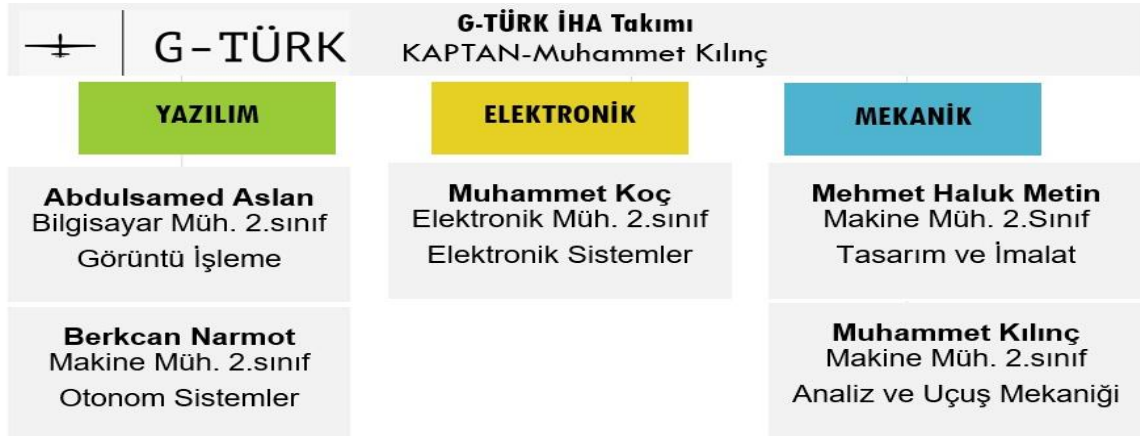 G-TÜRK
G-TÜRK İHA Takımı
KAPTAN-Muhammet Kılınç
YAZILIM
Abdulsamed Aslan
Bilgisayar Müh. 2.sınıf
Görüntü İşleme
Berkcan Narmot
Makine Müh. 2.sınıf
Otonom Sistemler
ELEKTRONİK
Muhammet Koç
Elektronik Müh. 2.sınıf
Elektronik Sistemler
MEKANİK
Mehmet Haluk Metin
Makine Müh. 2.Sınıf
Tasarım ve İmalat
Muhammet Kılınç
Makine Müh. 2.sınıf
Analiz ve Uçuş Mekaniği